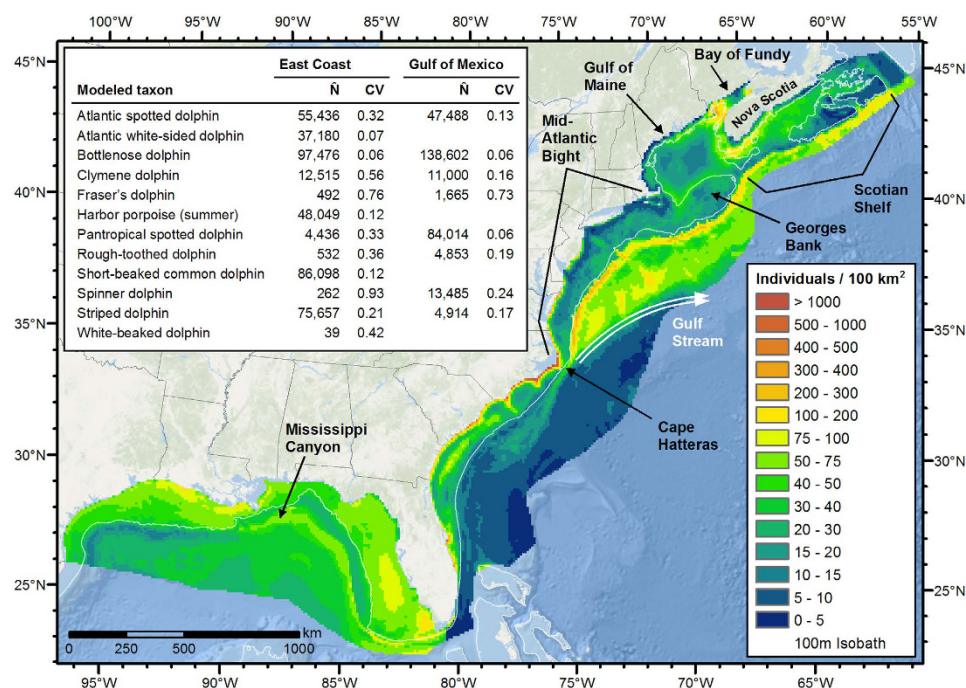 100°W 95°W 90°W 85°W 80°W 75°W 70°W 65°W 60°W 55°W
East Coast Gulf of Mexico
Modeled taxon N̂ CV N̂ CV
Atlantic spotted dolphin 55,436 0.32 47,488 0.13
Atlantic white-sided dolphin 37,180 0.07
Bottlenose dolphin 97,476 0.06 138,602 0.06
Clymene dolphin 12,515 0.56 11,000 0.16
Fraser's dolphin 492 0.76 1,665 0.73
Harbor porpoise (summer) 48,049 0.12
Pantropical spotted dolphin 4,436 0.33 84,014 0.06
Rough-toothed dolphin 532 0.36 4,853 0.19
Short-beaked common dolphin 86,098 0.12
Spinner dolphin 262 0.93 13,485 0.24
Striped dolphin 75,657 0.21 4,914 0.17
White-beaked dolphin 39 0.42
Bay of Fundy
Gulf of
Maine
Nova Scotia
Mid-
Atlantic
Bight
Scotian
Shelf
Georges
Bank
Gulf
Stream
Cape
Hatteras
Mississippi
Canyon
45°N
40°N
35°N
30°N
25°N
45°N
40°N
35°N
30°N
25°N
Individuals / 100 km²
> 1000
500 - 1000
400 - 500
300 - 400
200 - 300
100 - 200
75 - 100
50 - 75
40 - 50
30 - 40
20 - 30
15 - 20
10 - 15
5 - 10
0 - 5
100m Isobath
km
0 250 500 1000
95°W 90°W 85°W 80°W 75°W 70°W 65°W 60°W